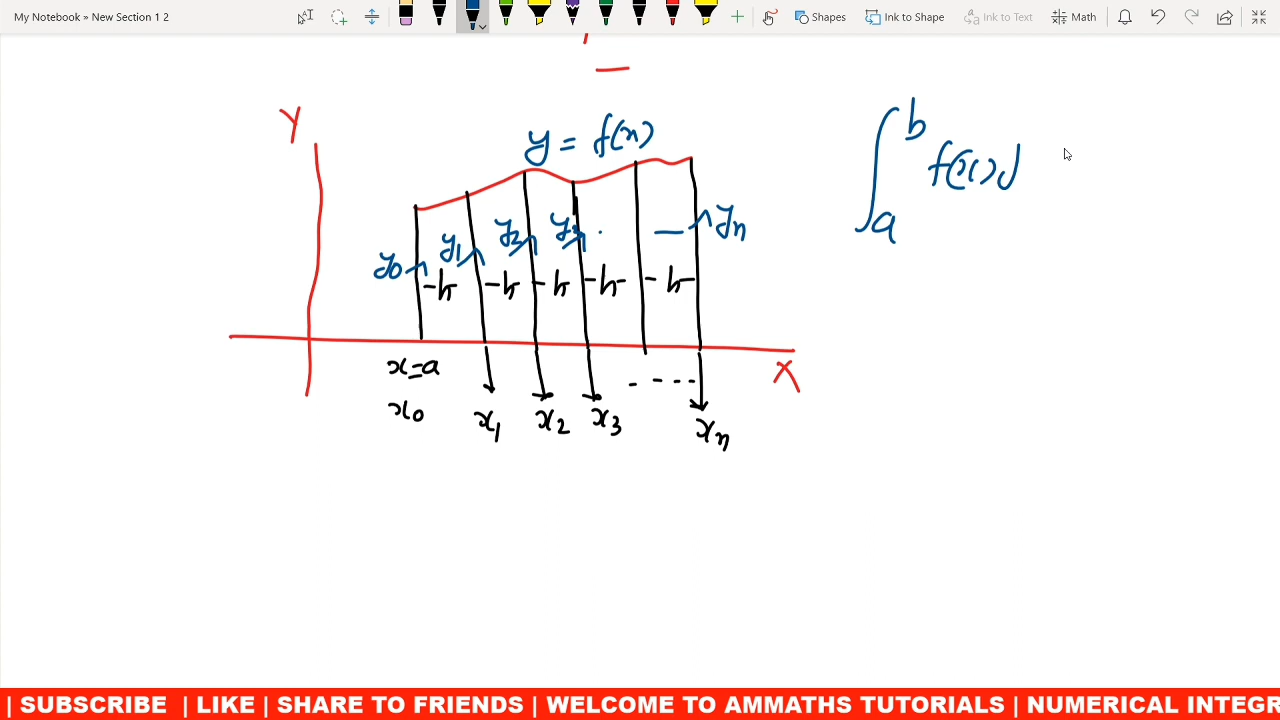 My Notebook » New Section 1 2
Shapes
Ink to Shape
Ink to Text
Math
Y
y = f(x)
∫ₐᵇ f(x)d
y0 y1 y2 y3 . — yn
-h -h -h- -h- -h-
x=a
x0 x1 x2 x3 - - - - - xn
X
| SUBSCRIBE | LIKE | SHARE TO FRIENDS | WELCOME TO AMMATHS TUTORIALS | NUMERICAL INTEGR